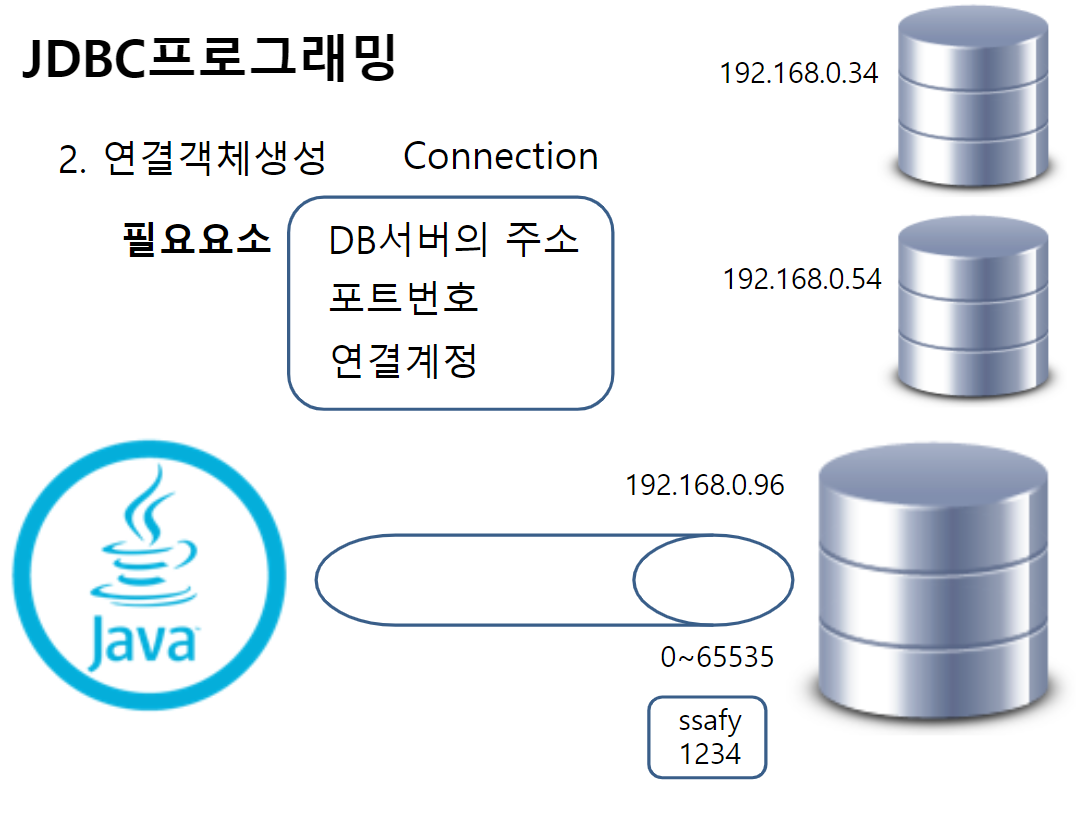 JDBC프로그래밍
192.168.0.34
2. 연결객체생성 Connection
필요요소
DB서버의 주소
포트번호
연결계정
192.168.0.54
192.168.0.96
Java™
0~65535
ssafy
1234